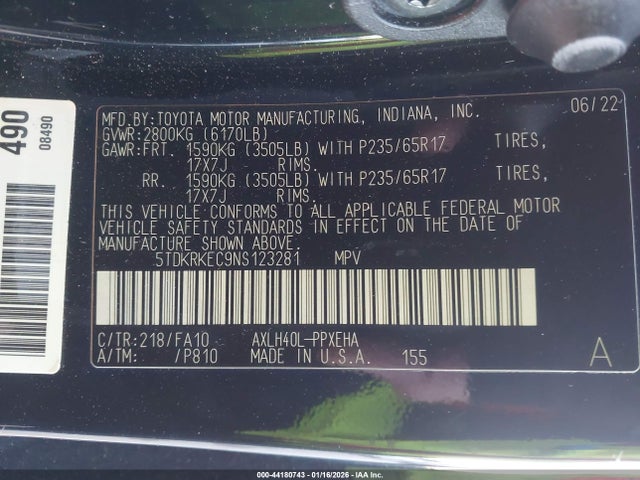 490
08490
MFD.BY:TOYOTA MOTOR MANUFACTURING, INDIANA, INC. 06/22
GVWR:2800KG (6170LB)
GAWR:FRT. 1590KG (3505LB) WITH P235/65R17 TIRES,
17X7J RIMS.
RR. 1590KG (3505LB) WITH P235/65R17 TIRES,
17X7J RIMS.
THIS VEHICLE CONFORMS TO ALL APPLICABLE FEDERAL MOTOR
VEHICLE SAFETY STANDARDS IN EFFECT ON THE DATE OF
MANUFACTURE SHOWN ABOVE.
5TDKRKEC9NS123281 MPV
C/TR:218/FA10 AXLH40L-PPXEHA
A/TM: /P810 MADE IN U.S.A. 155 A
000-44180743 - 01/16/2026 - IAA Inc.